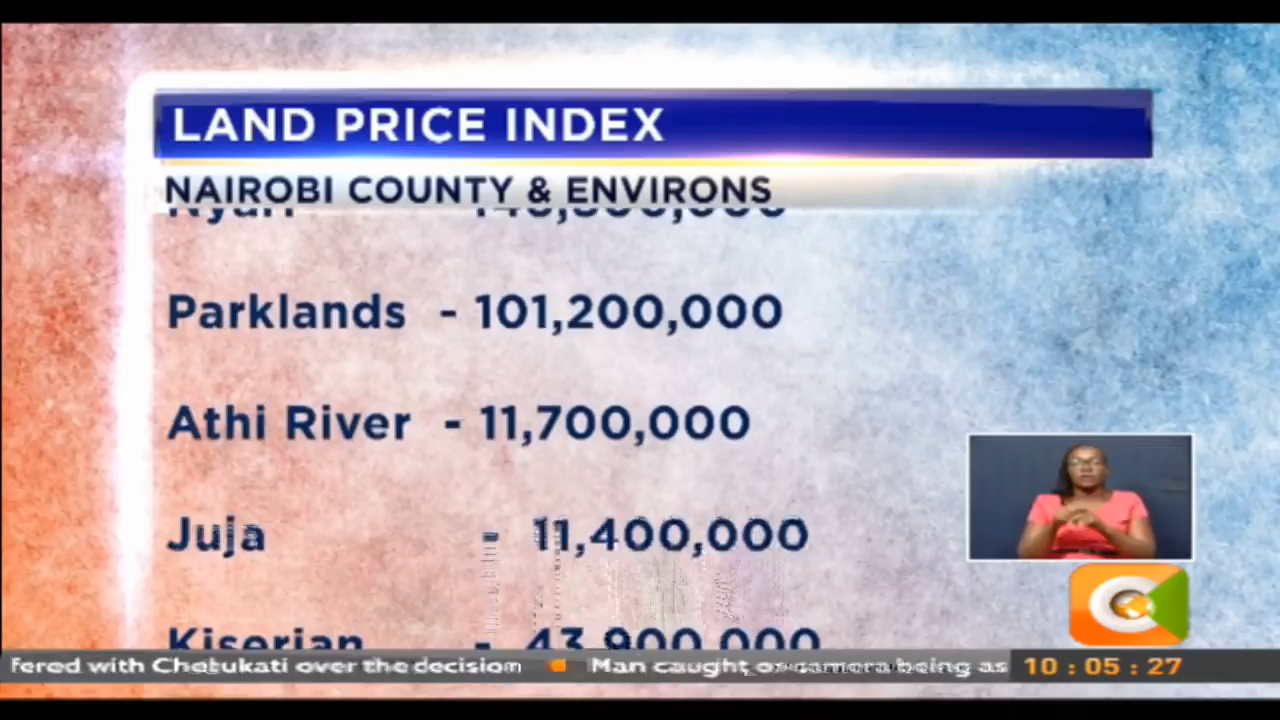 LAND PRICE INDEX
NAIROBI COUNTY & ENVIRONS
Parklands - 101,200,000
Athi River - 11,700,000
Juja - 11,400,000
Kiserian - 43,900,000
fered with Chebukati over the decision Man caught on camera being as 10:05:27